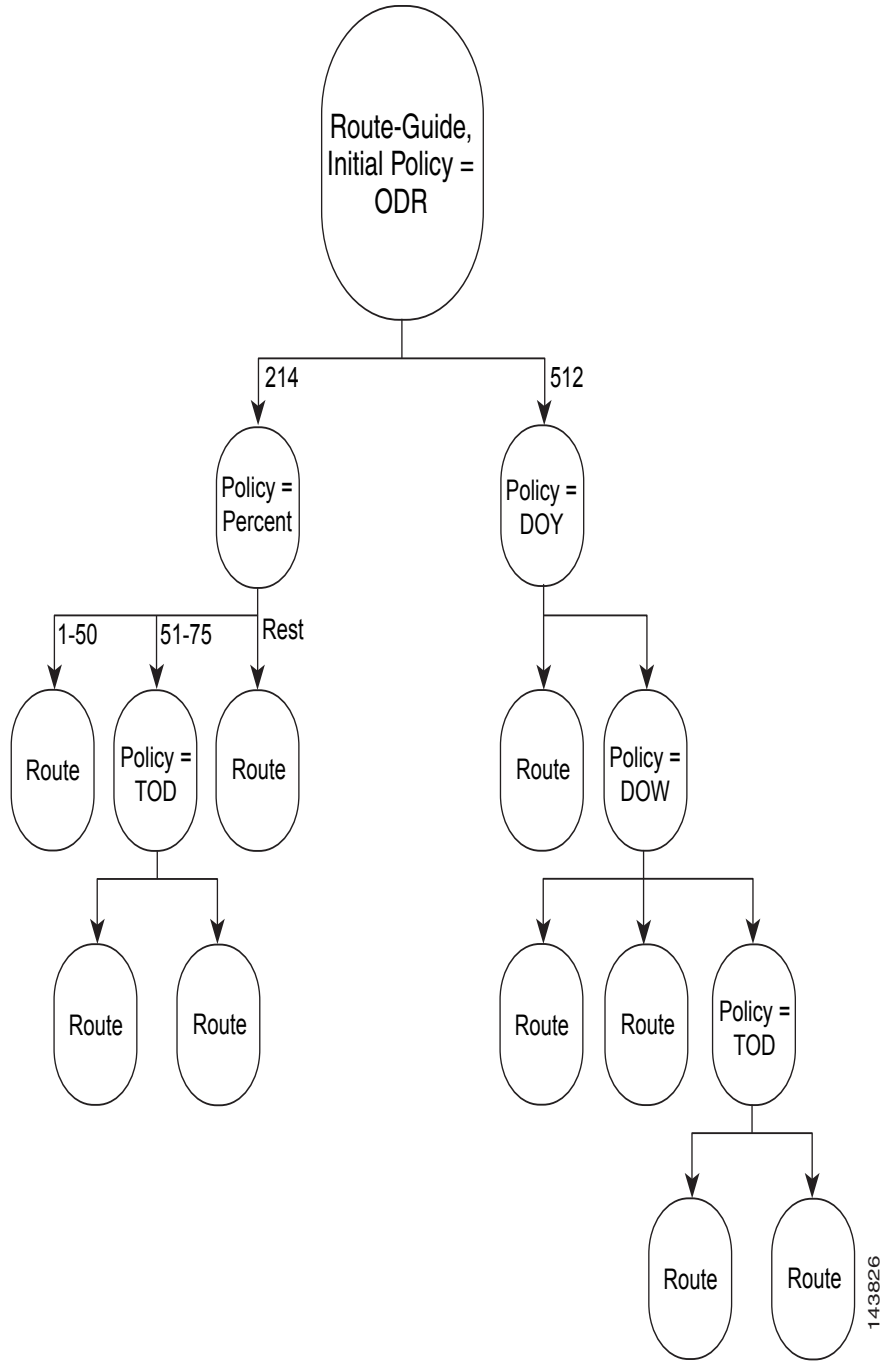 Route-Guide,
Initial Policy =
ODR
214
512
Policy =
Percent
Policy =
DOY
1-50
51-75
Rest
Route
Policy =
TOD
Route
Route
Policy =
DOW
Route
Route
Route
Route
Policy =
TOD
Route
Route
143826